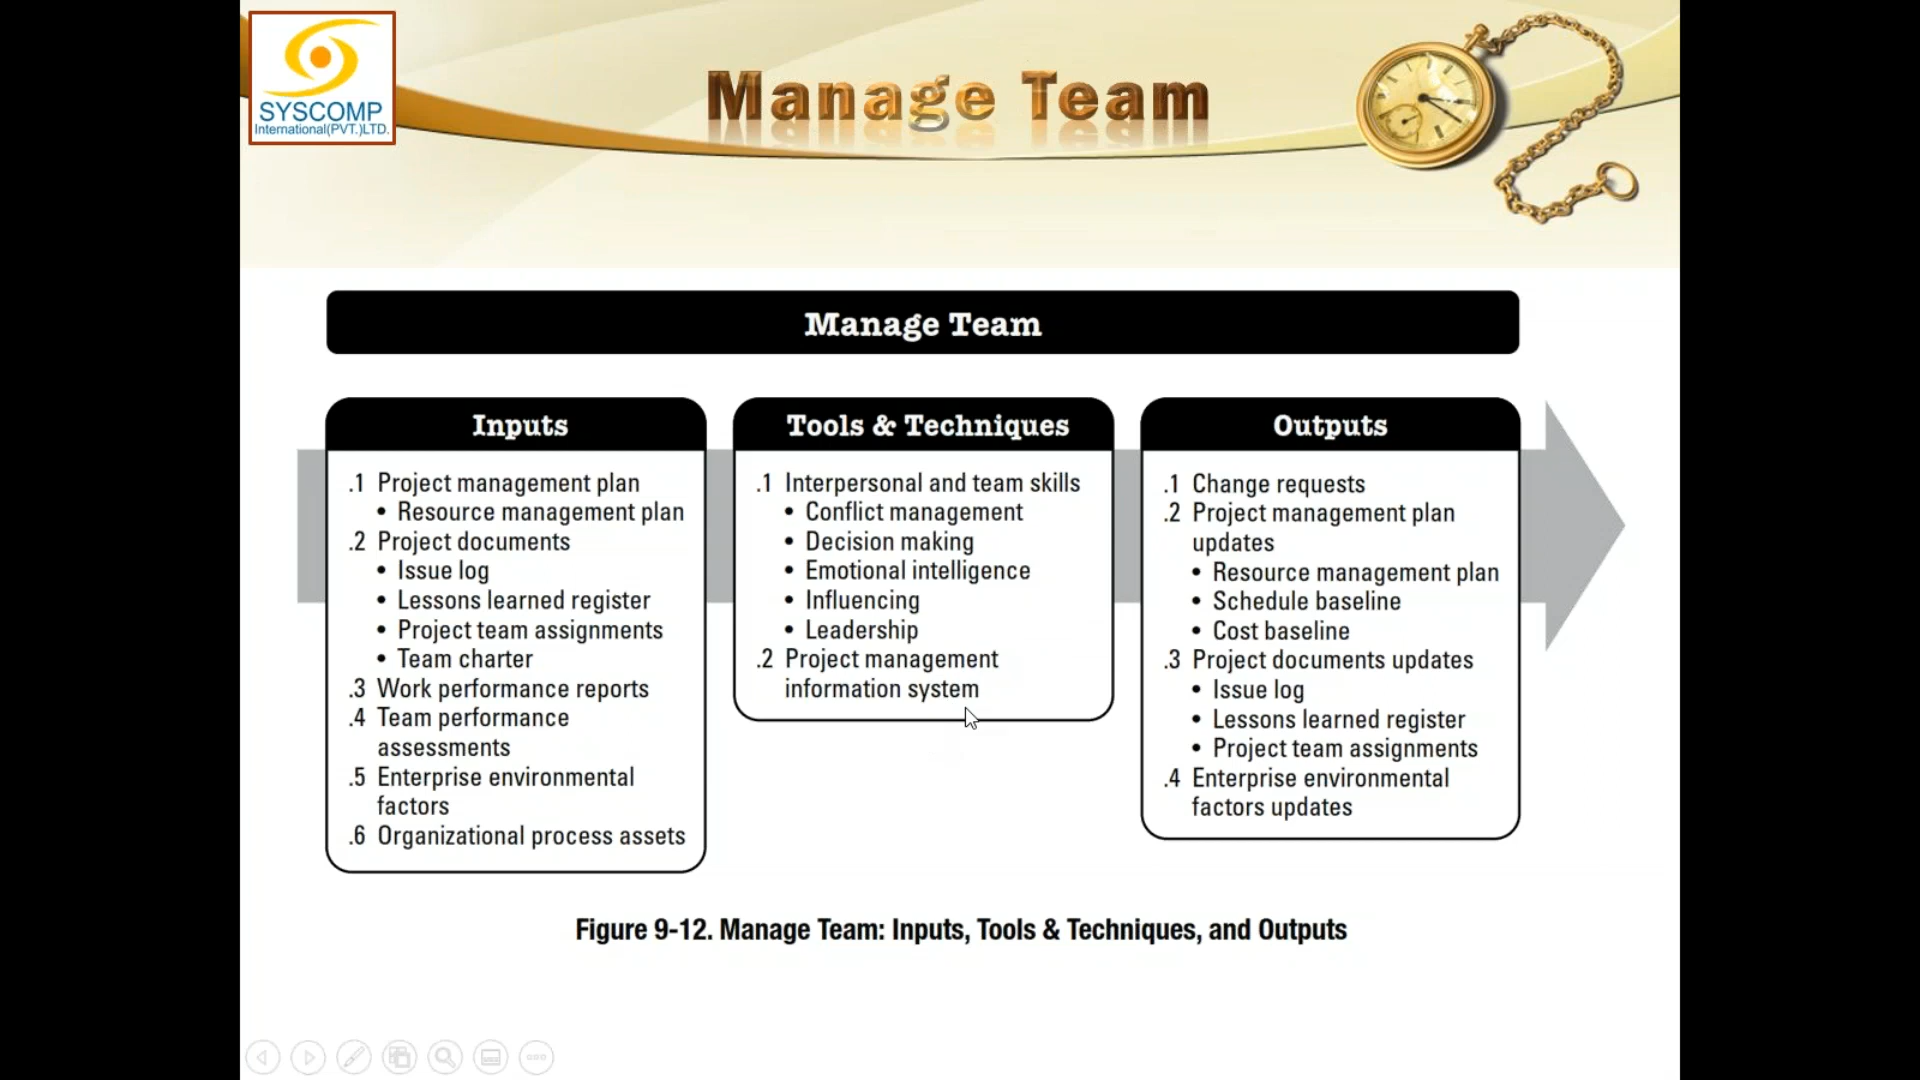 SYSCOMP
International(PVT.)LTD.
Manage Team
Manage Team
Inputs
.1 Project management plan
• Resource management plan
.2 Project documents
• Issue log
• Lessons learned register
• Project team assignments
• Team charter
.3 Work performance reports
.4 Team performance
assessments
.5 Enterprise environmental
factors
.6 Organizational process assets
Tools & Techniques
.1 Interpersonal and team skills
• Conflict management
• Decision making
• Emotional intelligence
• Influencing
• Leadership
.2 Project management
information system
Outputs
.1 Change requests
.2 Project management plan
updates
• Resource management plan
• Schedule baseline
• Cost baseline
.3 Project documents updates
• Issue log
• Lessons learned register
• Project team assignments
.4 Enterprise environmental
factors updates
Figure 9-12. Manage Team: Inputs, Tools & Techniques, and Outputs